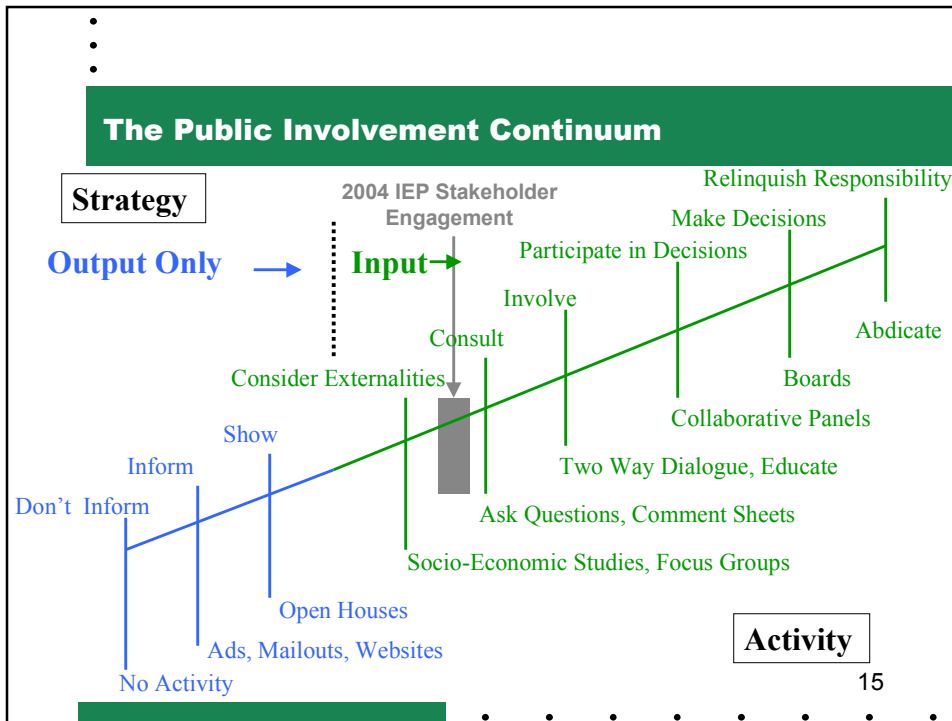 The Public Involvement Continuum
Strategy
2004 IEP Stakeholder
Engagement
Relinquish Responsibility
Make Decisions
Participate in Decisions
Output Only
Input
Involve
Consult
Consider Externalities
Show
Inform
Don't Inform
Abdicate
Boards
Collaborative Panels
Two Way Dialogue, Educate
Ask Questions, Comment Sheets
Socio-Economic Studies, Focus Groups
Open Houses
Ads, Mailouts, Websites
No Activity
Activity
15